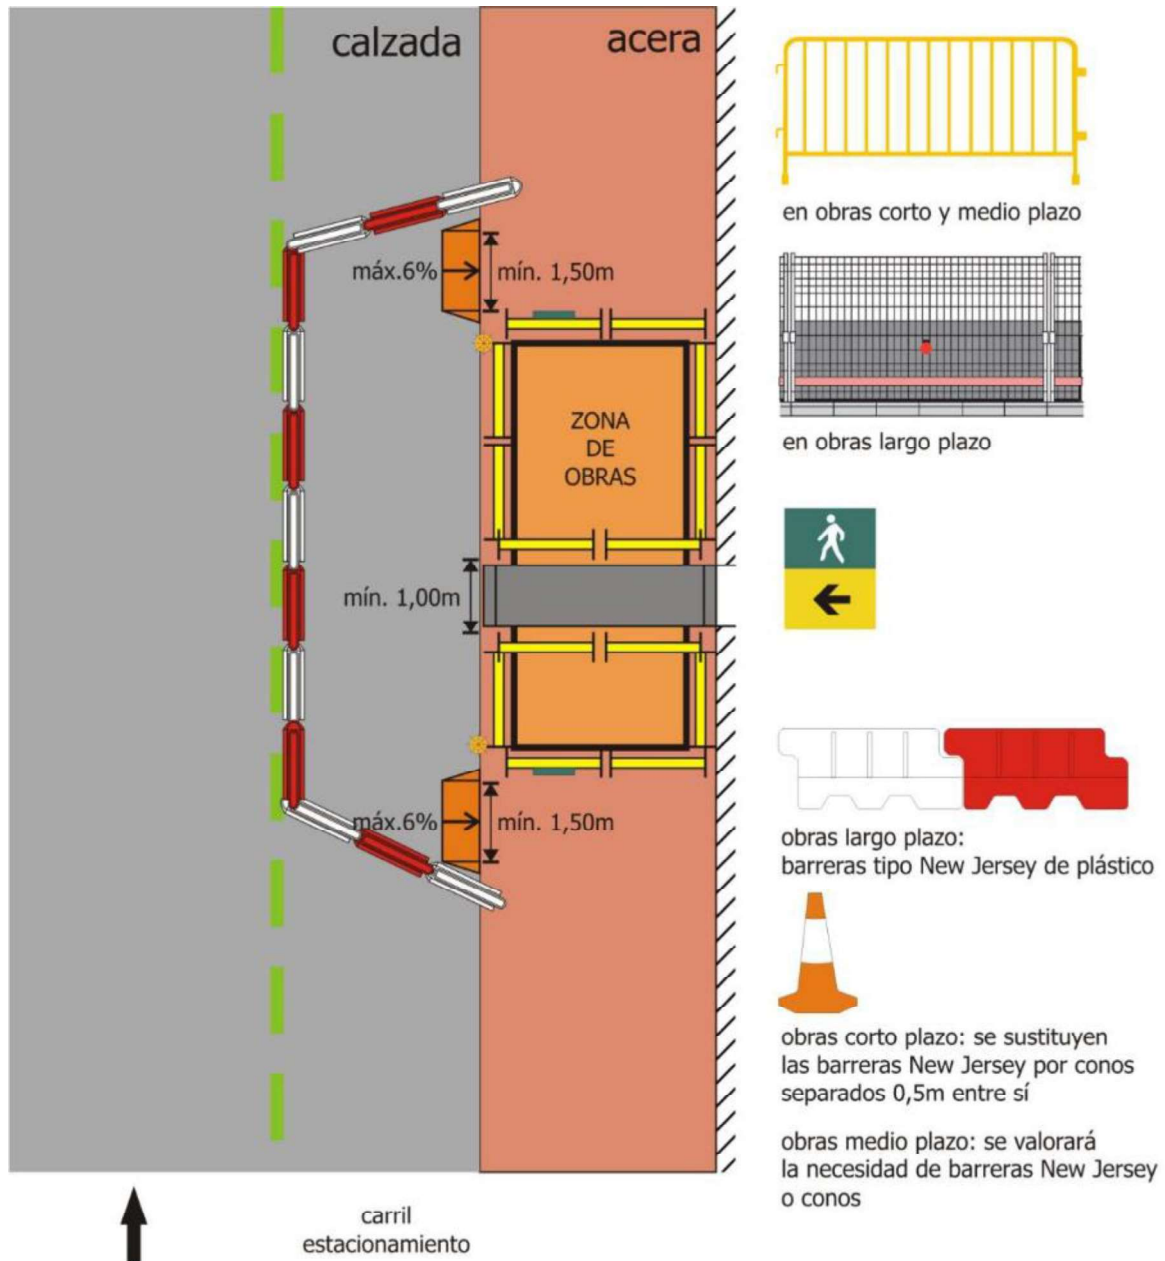 calzada
acera
máx.6%
mín. 1,50m
ZONA
DE
OBRAS
mín. 1,00m
máx.6%
mín. 1,50m
carril
estacionamiento
en obras corto y medio plazo
en obras largo plazo
obras largo plazo:
barreras tipo New Jersey de plástico
obras corto plazo: se sustituyen
las barreras New Jersey por conos
separados 0,5m entre sí
obras medio plazo: se valorará
la necesidad de barreras New Jersey
o conos